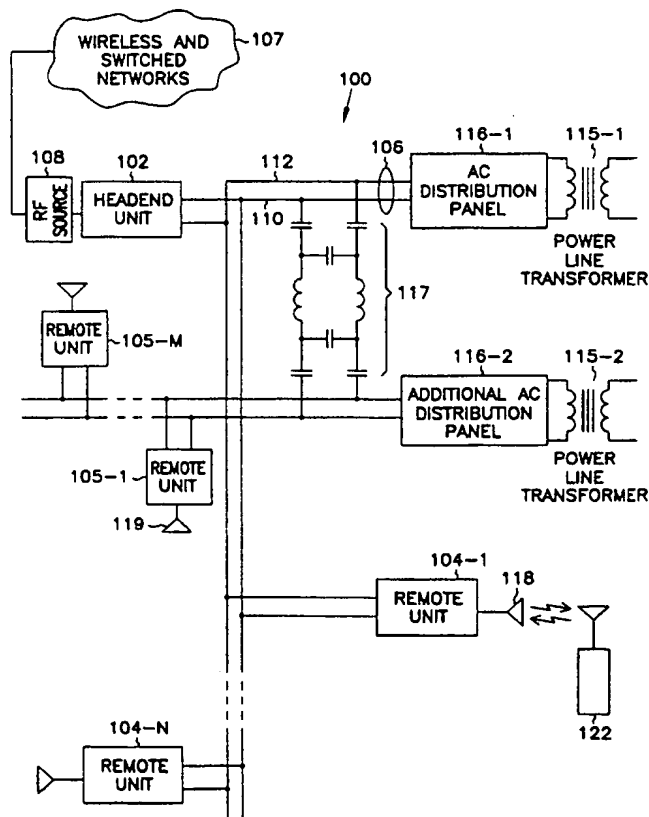 WIRELESS AND
SWITCHED
NETWORKS
107
100
108
102
RF
SOURCE
HEADEND
UNIT
112
110
106
116-1
115-1
AC
DISTRIBUTION
PANEL
POWER
LINE
TRANSFORMER
117
REMOTE
UNIT
105-M
116-2
115-2
ADDITIONAL AC
DISTRIBUTION
PANEL
POWER
LINE
TRANSFORMER
105-1
REMOTE
UNIT
119
104-1
118
REMOTE
UNIT
122
104-N
REMOTE
UNIT